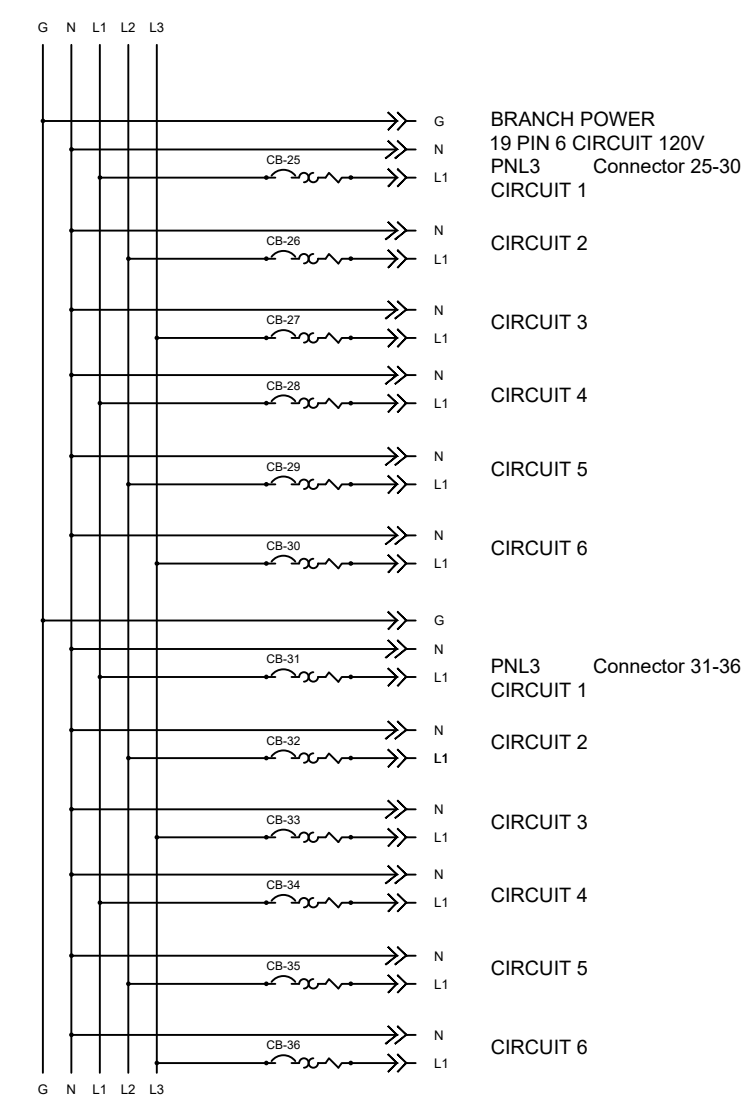 G N L1 L2 L3
G BRANCH POWER
N 19 PIN 6 CIRCUIT 120V
CB-25 L1 PNL3 Connector 25-30
CIRCUIT 1
N
CB-26 L1 CIRCUIT 2
N
CB-27 L1 CIRCUIT 3
N
CB-28 L1 CIRCUIT 4
N
CB-29 L1 CIRCUIT 5
N
CB-30 L1 CIRCUIT 6
G
N
CB-31 L1 PNL3 Connector 31-36
CIRCUIT 1
N
CB-32 L1 CIRCUIT 2
N
CB-33 L1 CIRCUIT 3
N
CB-34 L1 CIRCUIT 4
N
CB-35 L1 CIRCUIT 5
N
CB-36 L1 CIRCUIT 6
G N L1 L2 L3